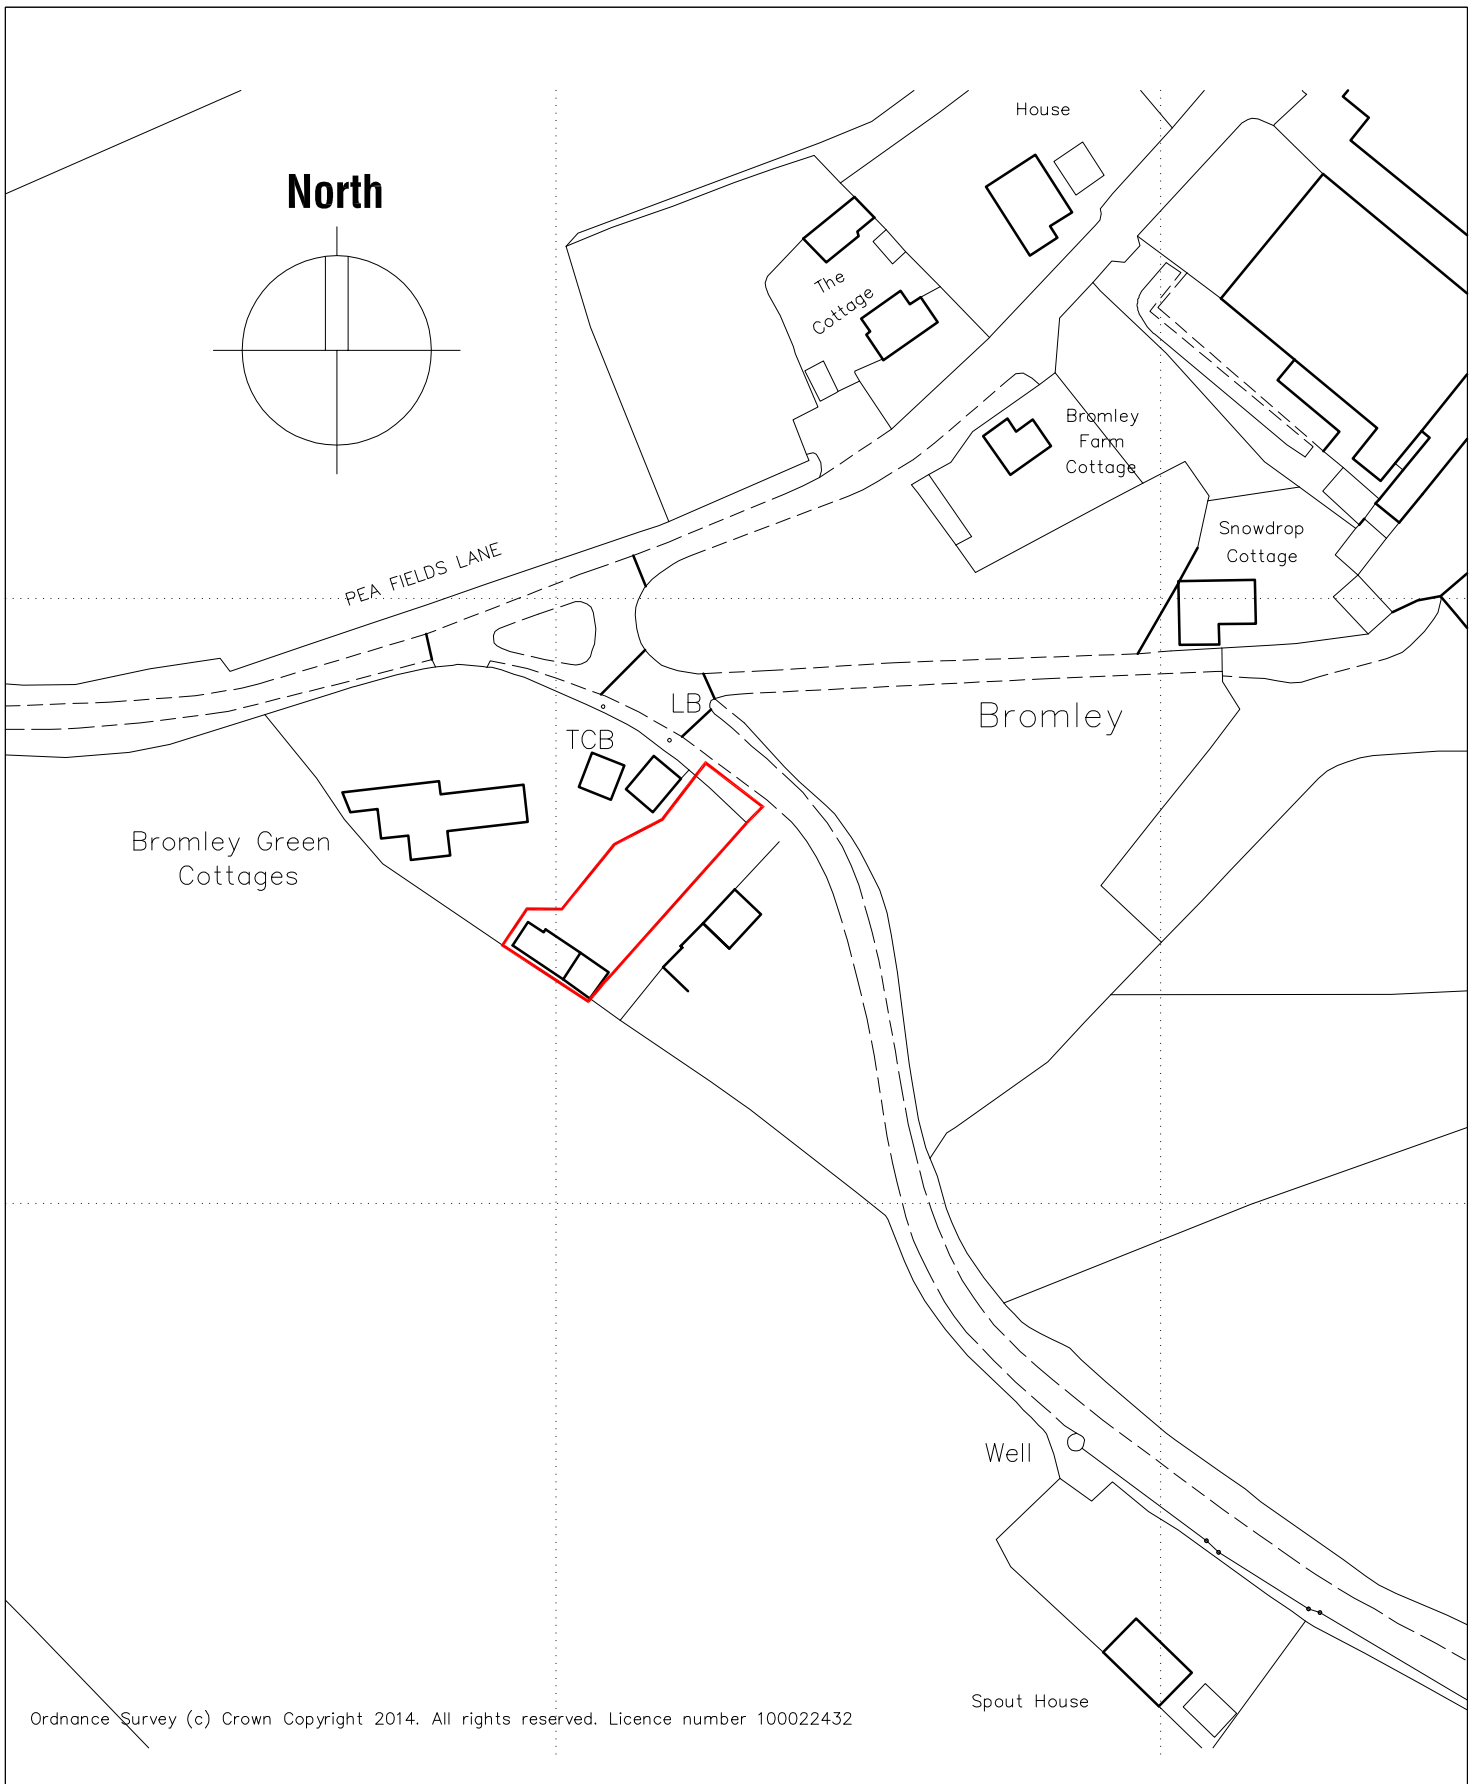 House
North
The
Cottage
Bromley
Farm
Cottage
Snowdrop
Cottage
PEA FIELDS LANE
LB
Bromley
TCB
Bromley Green
Cottages
Well
Spout House
Ordnance Survey (c) Crown Copyright 2014. All rights reserved. Licence number 100022432